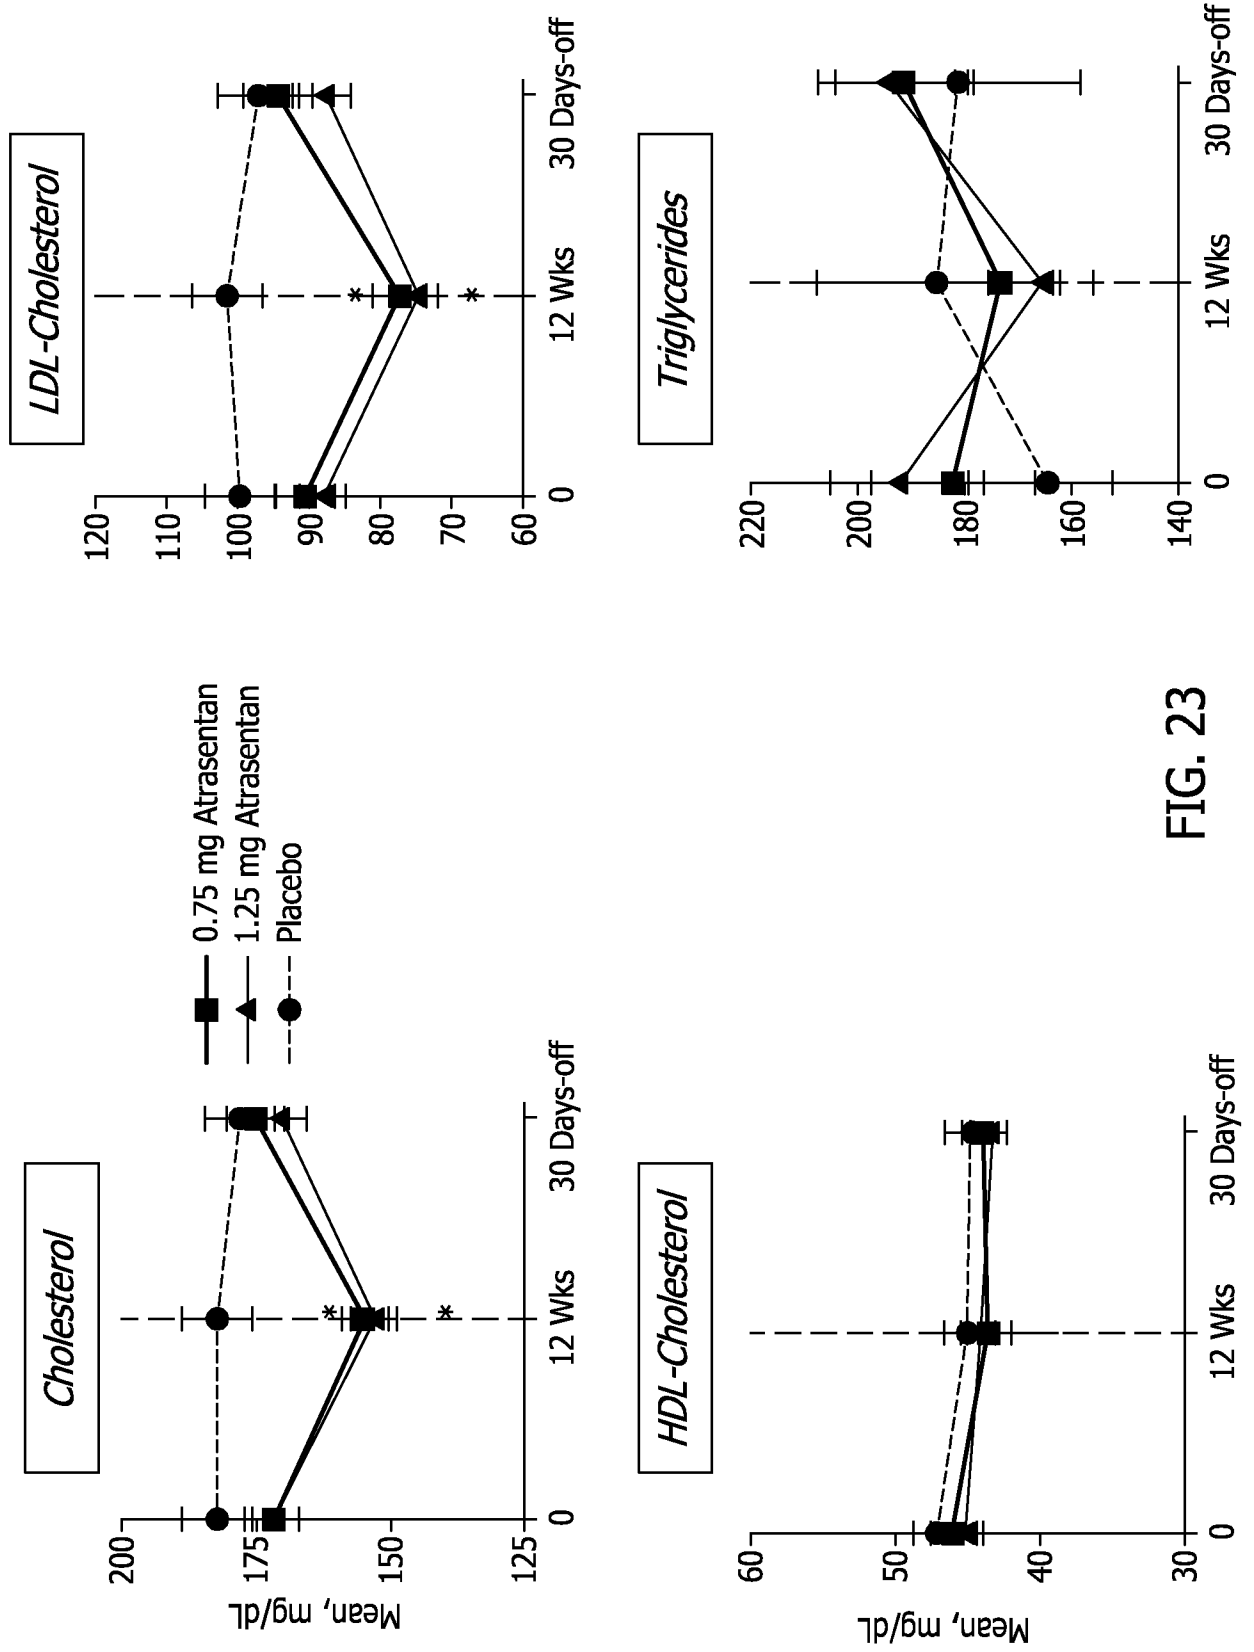 Cholesterol
200
175
150
125
Mean, mg/dL
0
12 Wks
30 Days-off
*
*
0.75 mg Atrasentan
1.25 mg Atrasentan
Placebo
LDL-Cholesterol
120
110
100
90
80
70
60
0
12 Wks
30 Days-off
*
*
HDL-Cholesterol
60
50
40
30
Mean, mg/dL
0
12 Wks
30 Days-off
Triglycerides
220
200
180
160
140
0
12 Wks
30 Days-off
FIG. 23